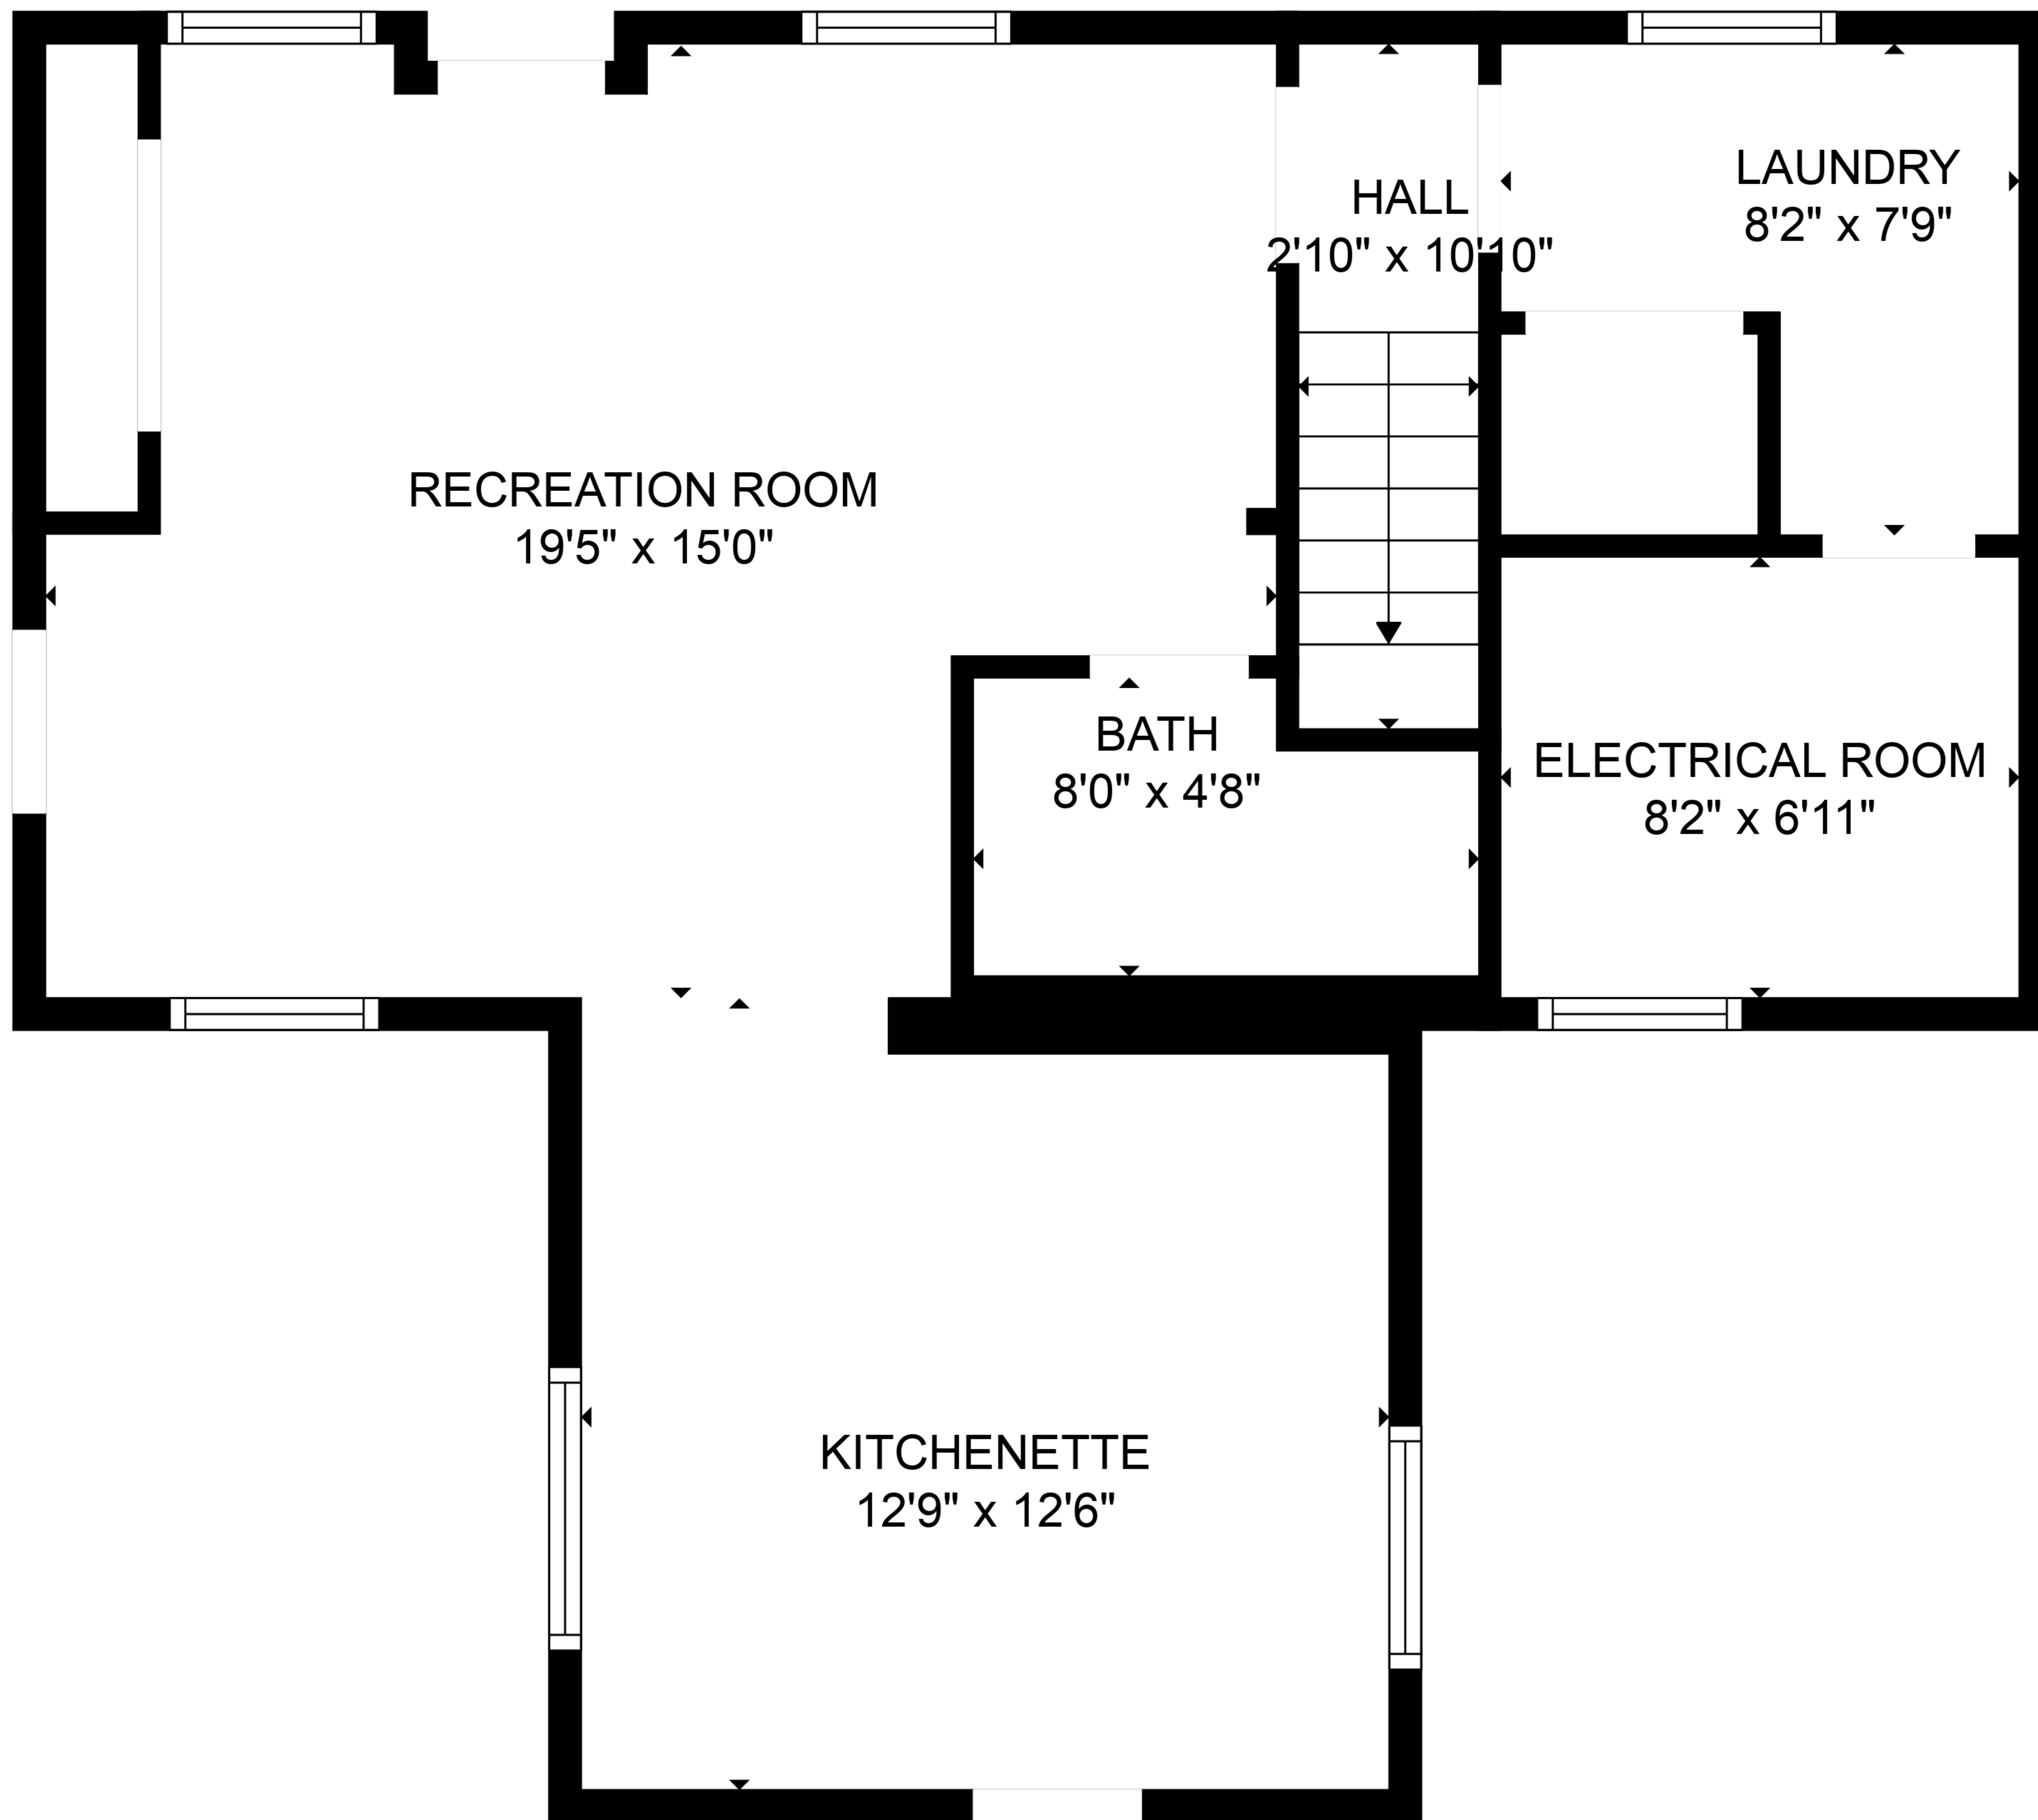 LAUNDRY
8'2" x 7'9"
HALL
2'10" x 10'10"
RECREATION ROOM
19'5" x 15'0"
BATH
8'0" x 4'8"
ELECTRICAL ROOM
8'2" x 6'11"
KITCHENETTE
12'9" x 12'6"